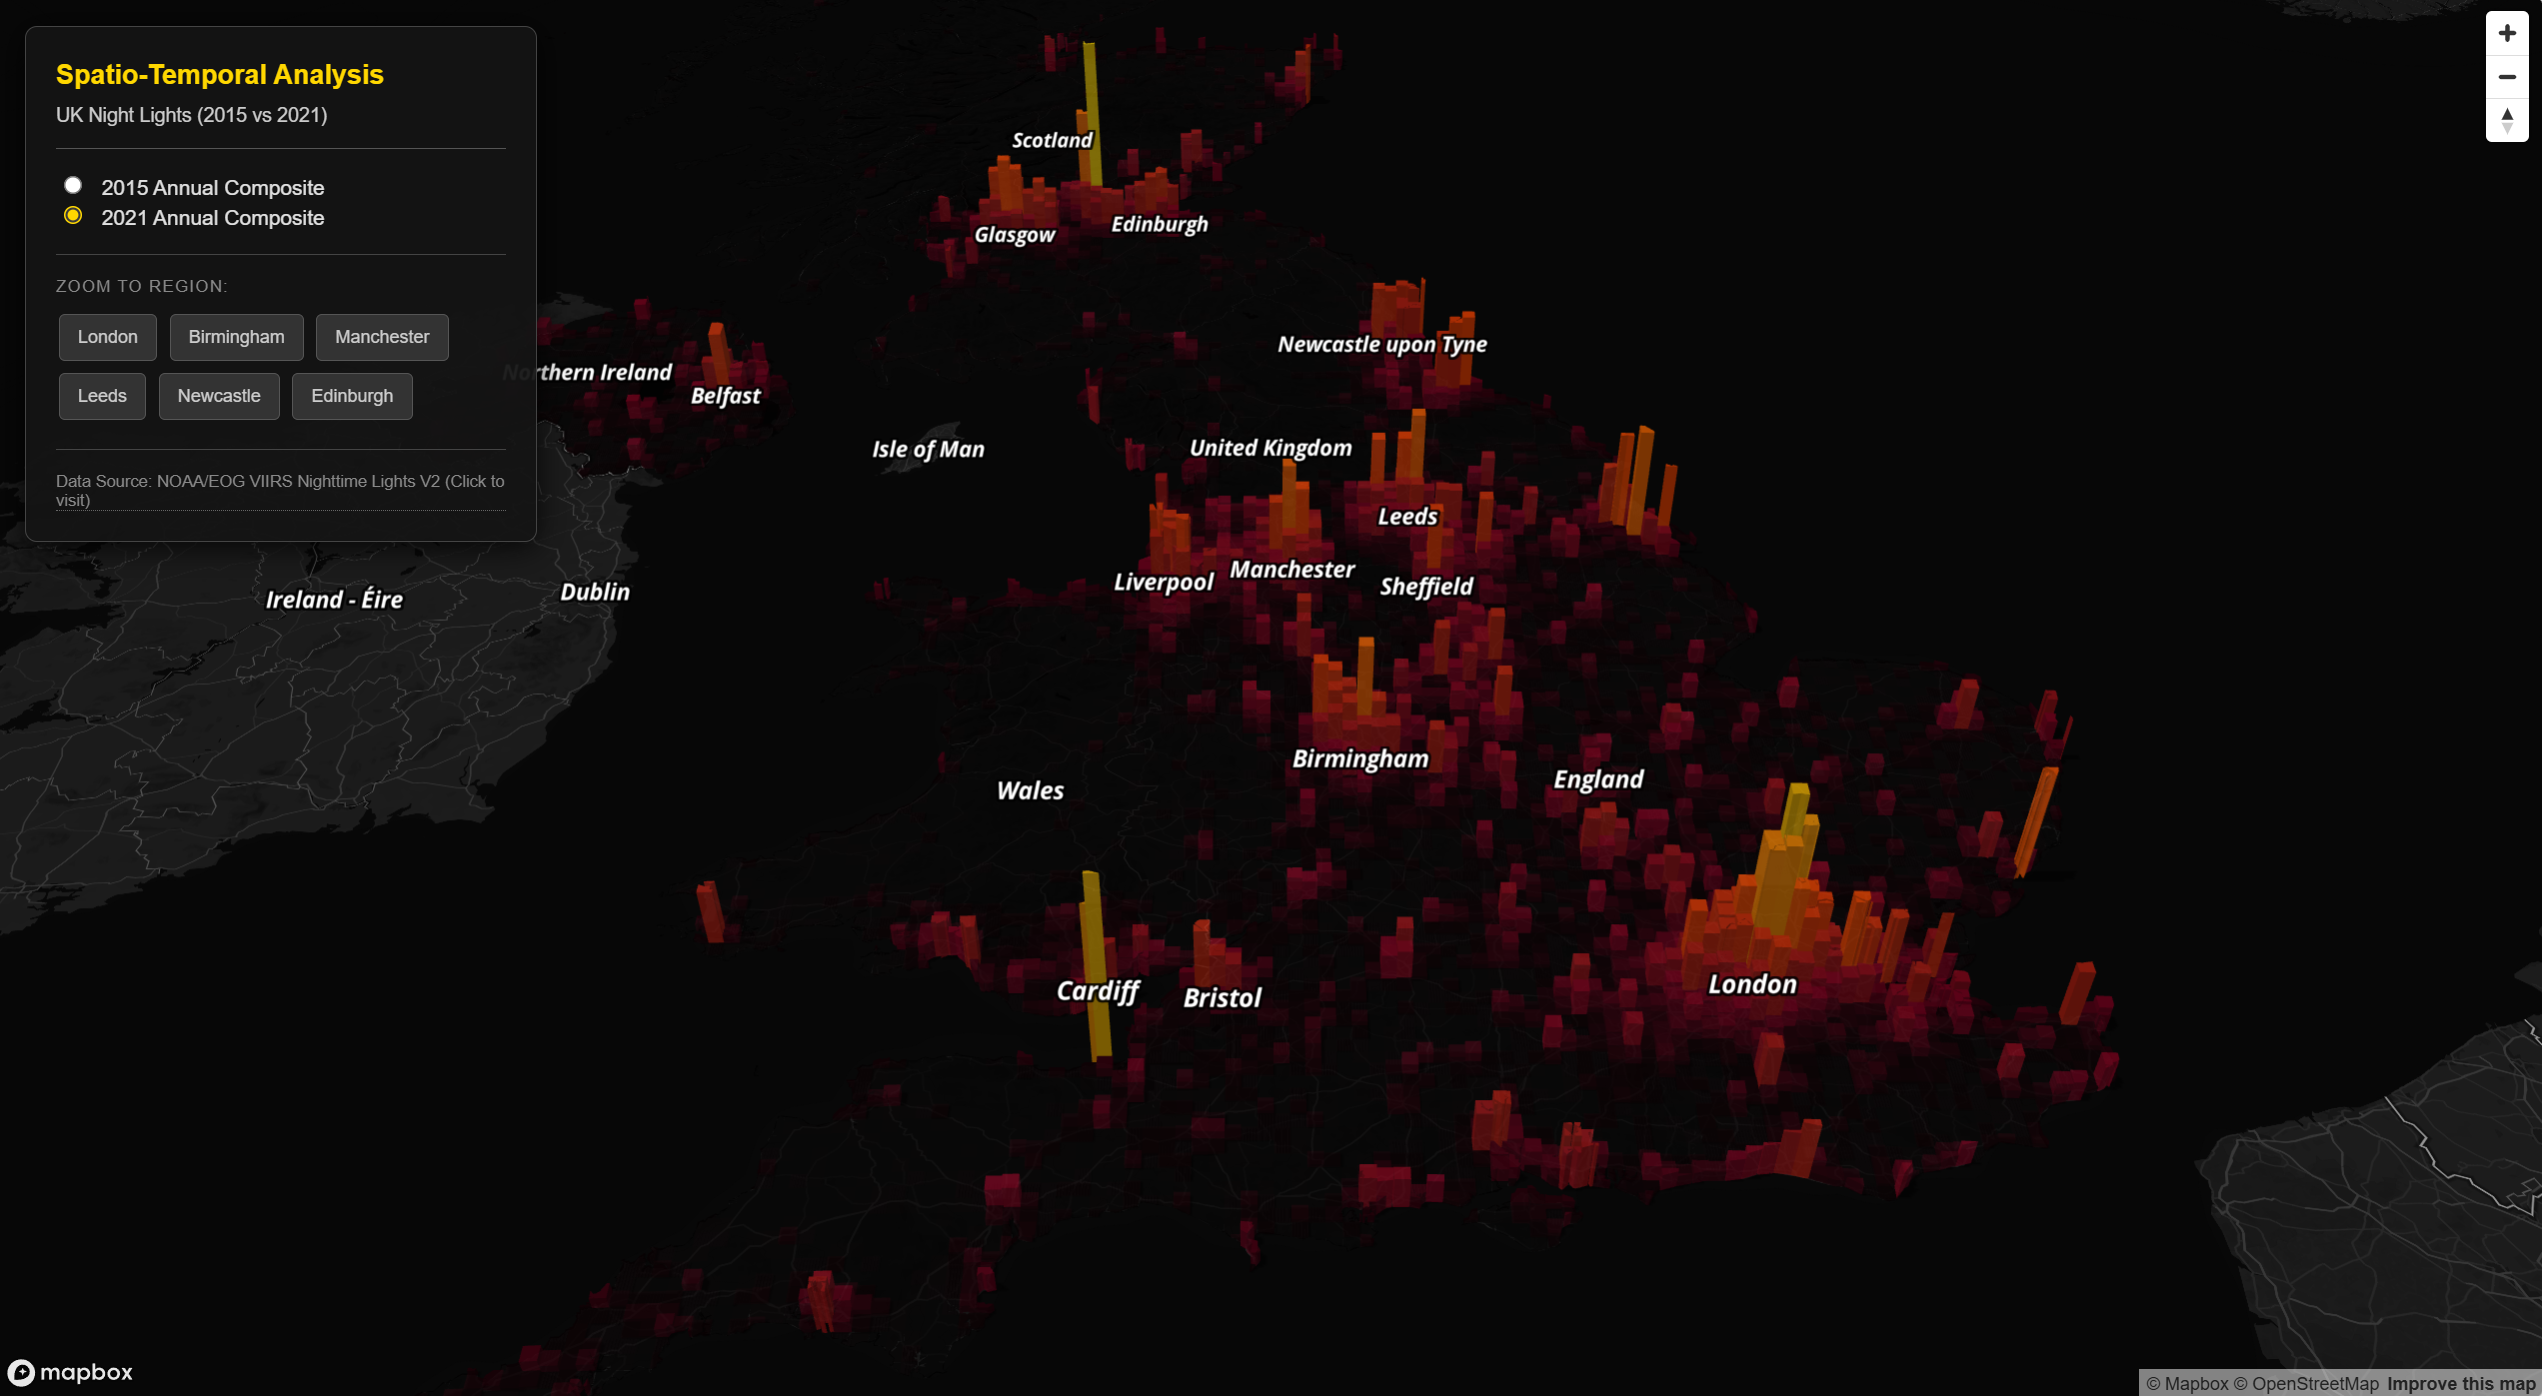 Spatio-Temporal Analysis
UK Night Lights (2015 vs 2021)
2015 Annual Composite
2021 Annual Composite
ZOOM TO REGION:
London
Birmingham
Manchester
Leeds
Newcastle
Edinburgh
Data Source: NOAA/EOG VIIRS Nighttime Lights V2 (Click to
visit)
Scotland
Glasgow
Edinburgh
Newcastle upon Tyne
Northern Ireland
Belfast
Isle of Man
United Kingdom
Leeds
Liverpool
Manchester
Sheffield
Ireland - Éire
Dublin
Birmingham
England
Wales
Cardiff
Bristol
London
mapbox
© Mapbox © OpenStreetMap Improve this map